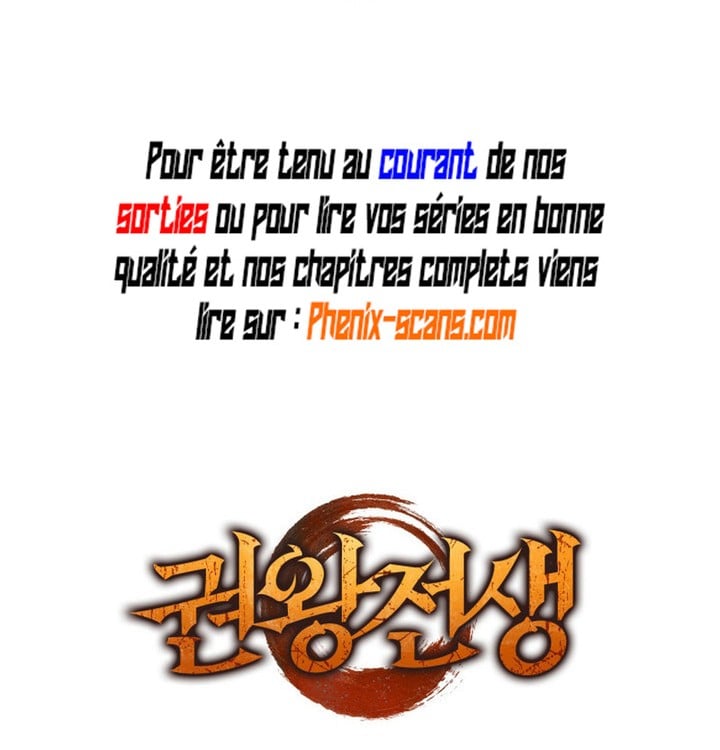 Pour être tenu au courant de nos
sorties ou pour lire vos séries en bonne
qualité et nos chapitres complets viens
lire sur : Phenix-scans.com
권왕전생